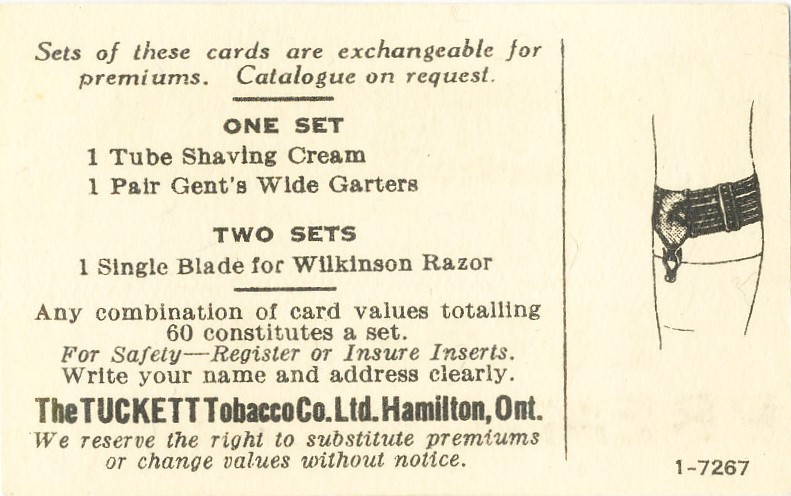 Sets of these cards are exchangeable for
premiums. Catalogue on request.
ONE SET
1 Tube Shaving Cream
1 Pair Gent's Wide Garters
TWO SETS
1 Single Blade for Wilkinson Razor
Any combination of card values totalling
60 constitutes a set.
For Safety—Register or Insure Inserts.
Write your name and address clearly.
The TUCKETT Tobacco Co. Ltd. Hamilton, Ont.
We reserve the right to substitute premiums
or change values without notice.
1-7267